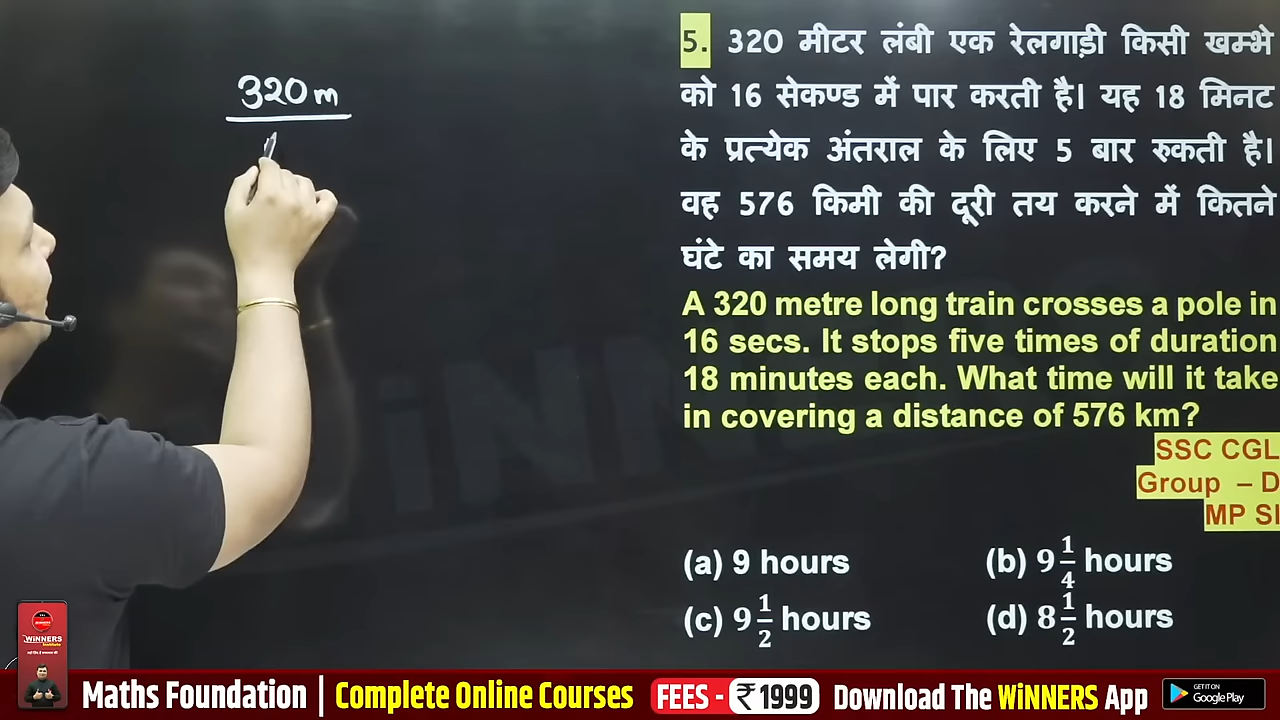 320 m
5. 320 मीटर लंबी एक रेलगाड़ी किसी खम्भे
को 16 सेकण्ड में पार करती है। यह 18 मिनट
के प्रत्येक अंतराल के लिए 5 बार रुकती है।
वह 576 किमी की दूरी तय करने में कितने
घंटे का समय लेगी?
A 320 metre long train crosses a pole in
16 secs. It stops five times of duration
18 minutes each. What time will it take
in covering a distance of 576 km?
SSC CGL
Group – D
MP SI
(a) 9 hours (b) 9 1/4 hours
(c) 9 1/2 hours (d) 8 1/2 hours
WiNNERS
WiNNERS
Maths Foundation | Complete Online Courses FEES - ₹ 1999 Download The WiNNERS App
GET IT ON
Google Play